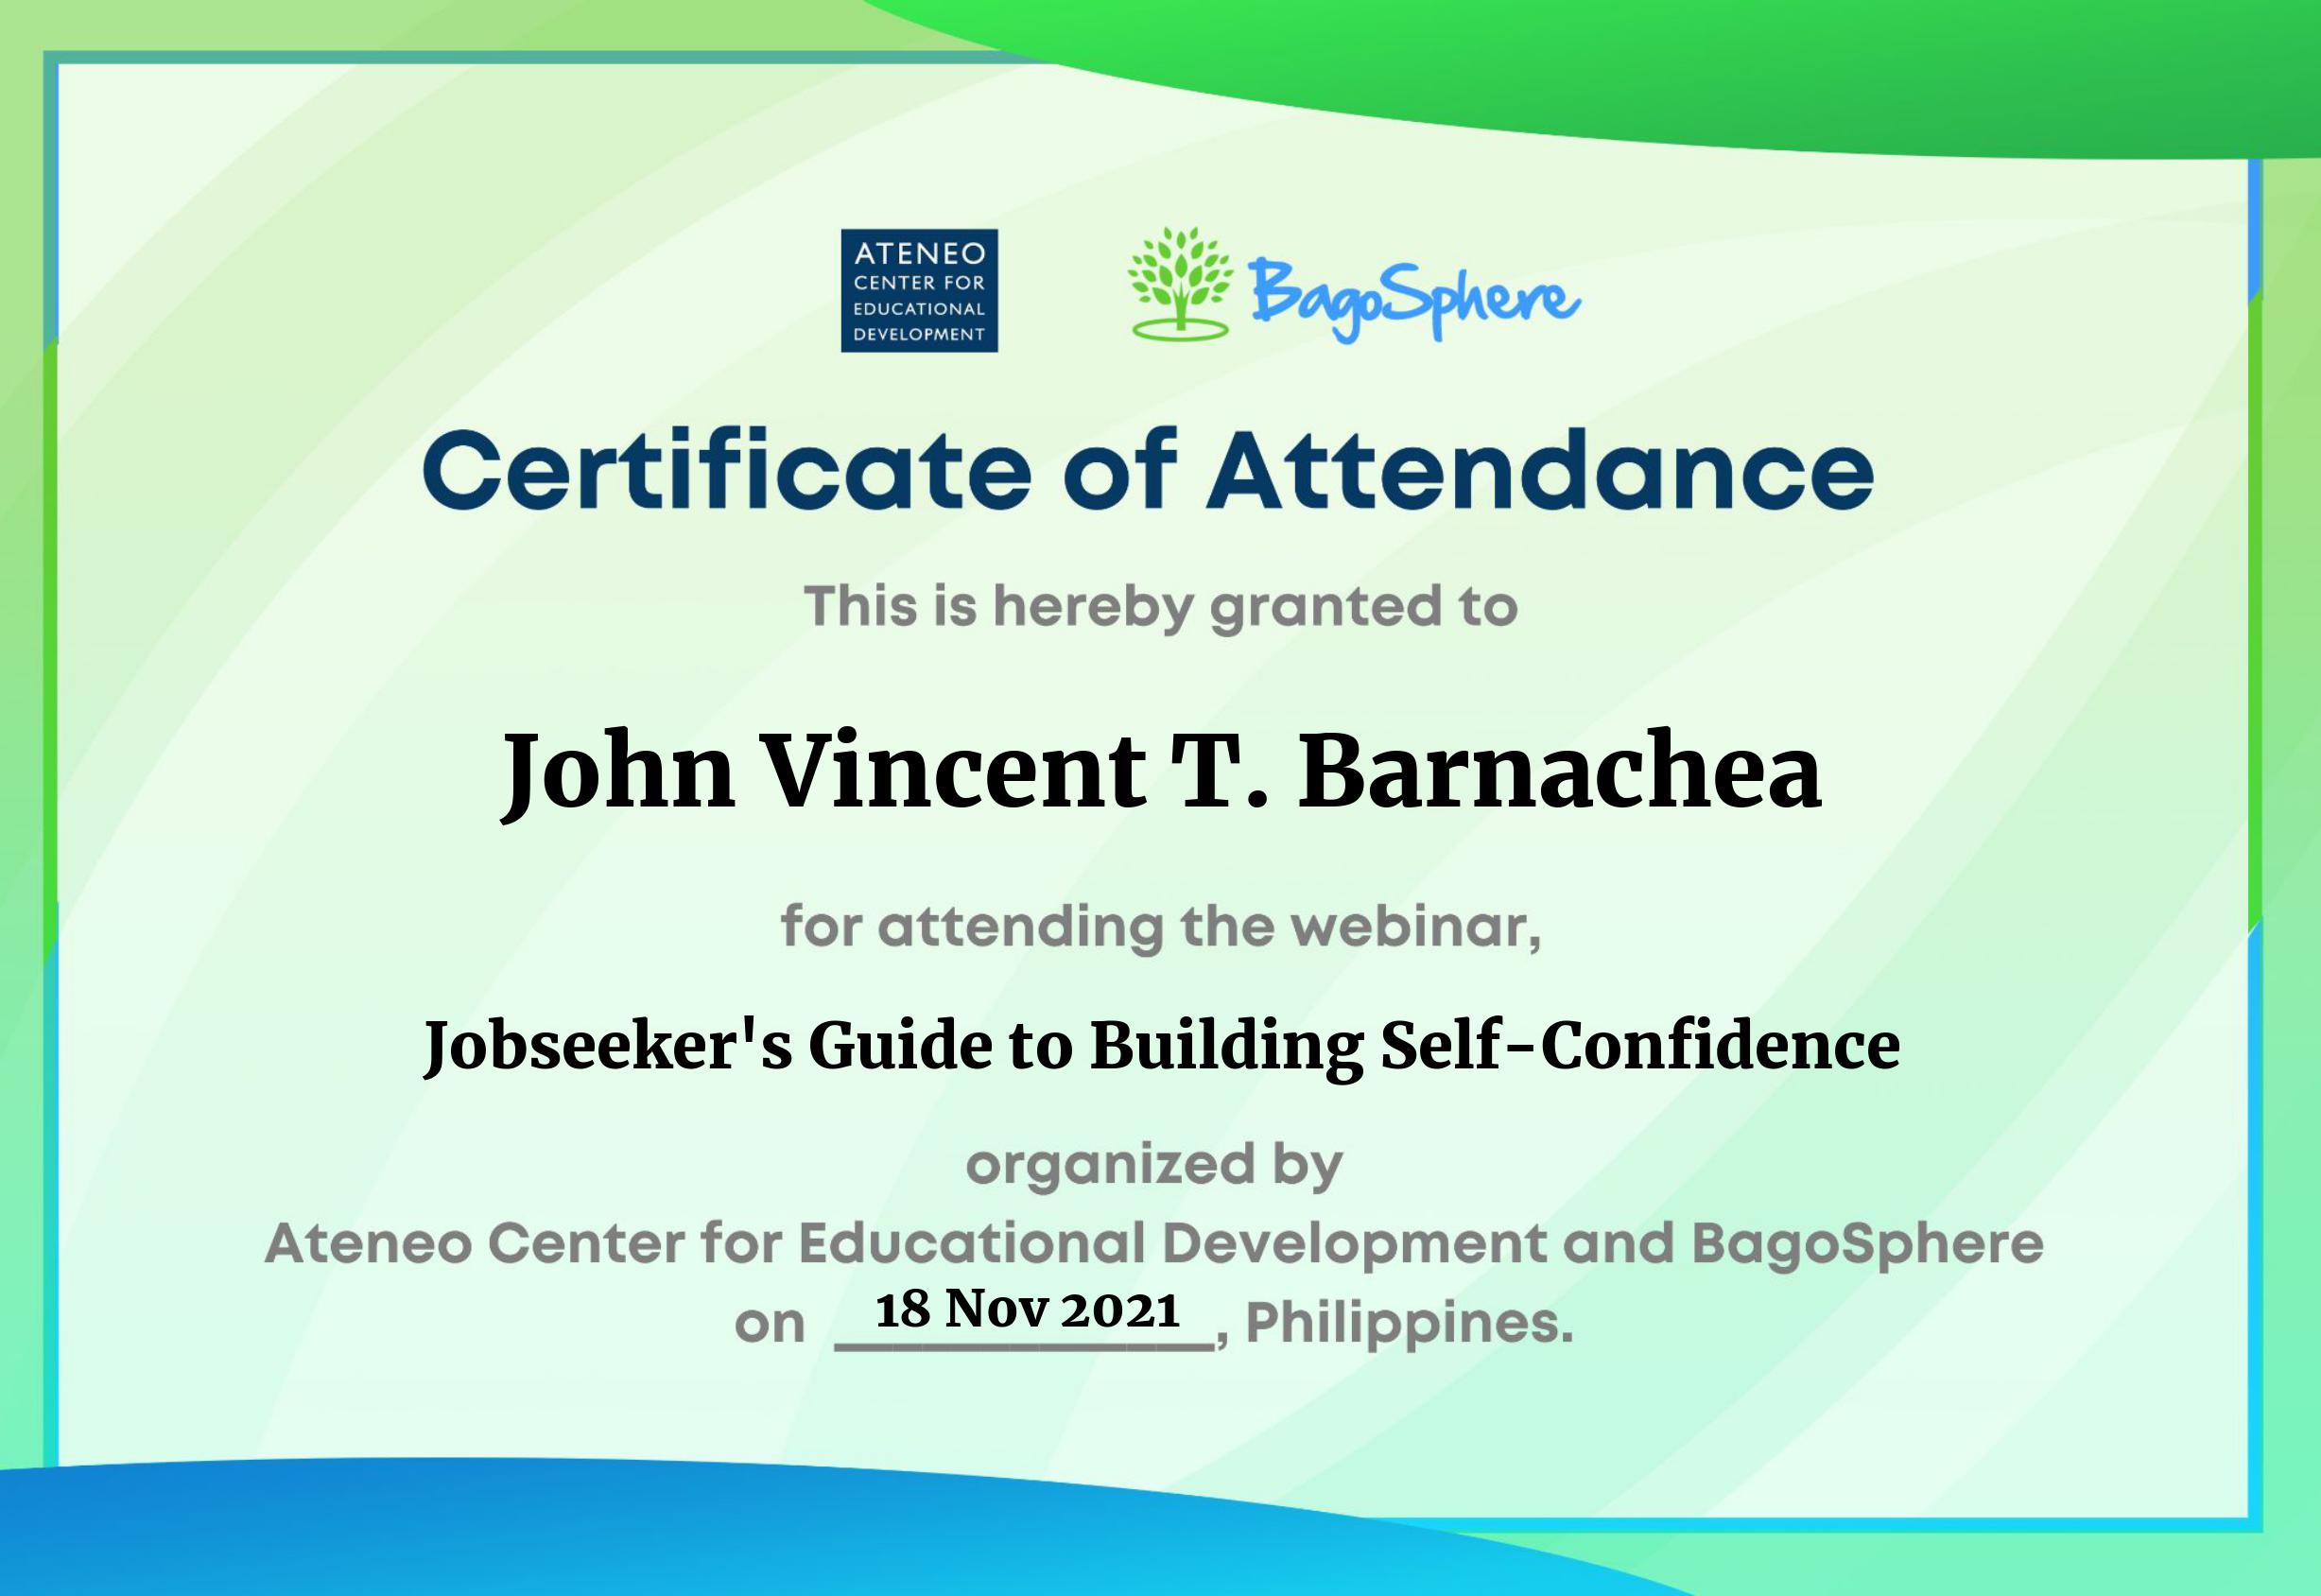 ATENEO
CENTER FOR
EDUCATIONAL
DEVELOPMENT
BagoSphere
Certificate of Attendance
This is hereby granted to
John Vincent T. Barnachea
for attending the webinar,
Jobseeker's Guide to Building Self-Confidence
organized by
Ateneo Center for Educational Development and BagoSphere
on 18 Nov 2021, Philippines.